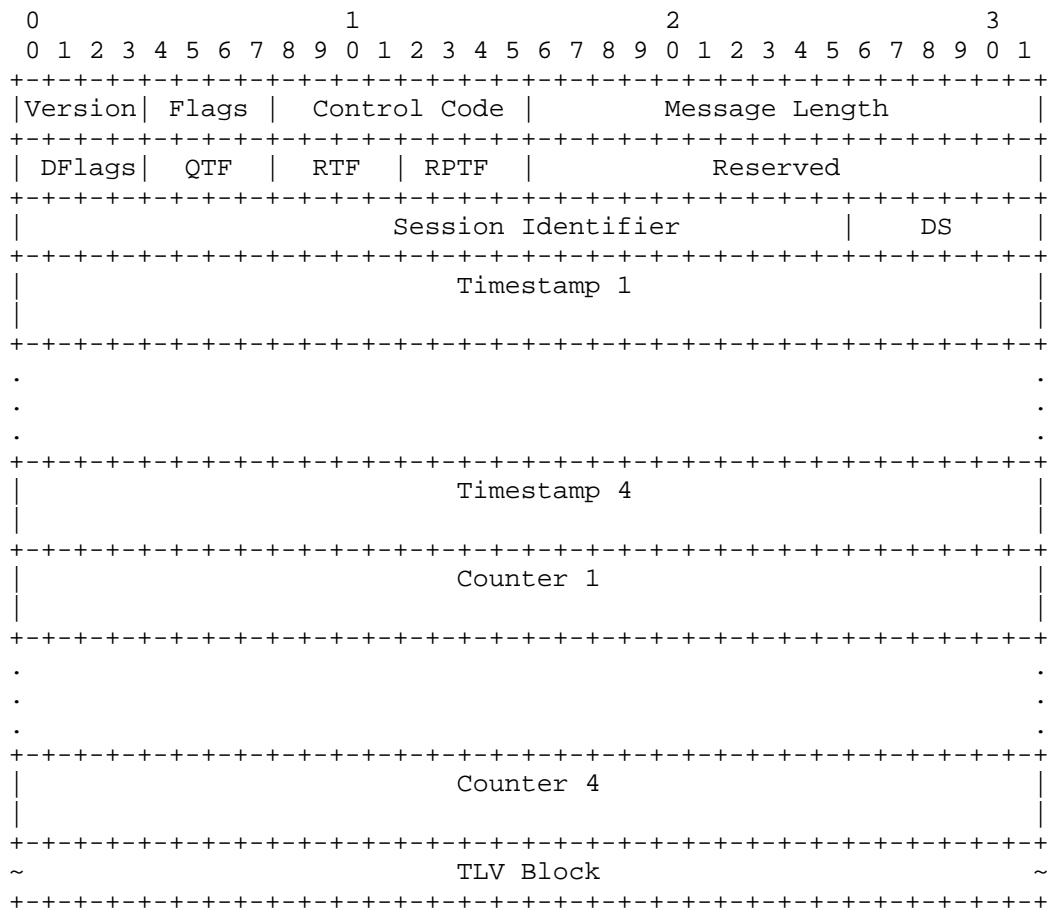 0                   1                   2                   3
 0 1 2 3 4 5 6 7 8 9 0 1 2 3 4 5 6 7 8 9 0 1 2 3 4 5 6 7 8 9 0 1
+-+-+-+-+-+-+-+-+-+-+-+-+-+-+-+-+-+-+-+-+-+-+-+-+-+-+-+-+-+-+-+-+
|Version| Flags |  Control Code |        Message Length         |
+-+-+-+-+-+-+-+-+-+-+-+-+-+-+-+-+-+-+-+-+-+-+-+-+-+-+-+-+-+-+-+-+
| DFlags|  QTF  |  RTF  | RPTF  |           Reserved            |
+-+-+-+-+-+-+-+-+-+-+-+-+-+-+-+-+-+-+-+-+-+-+-+-+-+-+-+-+-+-+-+-+
|                       Session Identifier          |    DS     |
+-+-+-+-+-+-+-+-+-+-+-+-+-+-+-+-+-+-+-+-+-+-+-+-+-+-+-+-+-+-+-+-+
|                           Timestamp 1                         |
|                                                               |
+-+-+-+-+-+-+-+-+-+-+-+-+-+-+-+-+-+-+-+-+-+-+-+-+-+-+-+-+-+-+-+-+
.                                                               .
.                                                               .
.                                                               .
+-+-+-+-+-+-+-+-+-+-+-+-+-+-+-+-+-+-+-+-+-+-+-+-+-+-+-+-+-+-+-+-+
|                           Timestamp 4                         |
|                                                               |
+-+-+-+-+-+-+-+-+-+-+-+-+-+-+-+-+-+-+-+-+-+-+-+-+-+-+-+-+-+-+-+-+
|                           Counter 1                           |
|                                                               |
+-+-+-+-+-+-+-+-+-+-+-+-+-+-+-+-+-+-+-+-+-+-+-+-+-+-+-+-+-+-+-+-+
.                                                               .
.                                                               .
.                                                               .
+-+-+-+-+-+-+-+-+-+-+-+-+-+-+-+-+-+-+-+-+-+-+-+-+-+-+-+-+-+-+-+-+
|                           Counter 4                           |
|                                                               |
+-+-+-+-+-+-+-+-+-+-+-+-+-+-+-+-+-+-+-+-+-+-+-+-+-+-+-+-+-+-+-+-+
~                           TLV Block                           ~
+-+-+-+-+-+-+-+-+-+-+-+-+-+-+-+-+-+-+-+-+-+-+-+-+-+-+-+-+-+-+-+-+